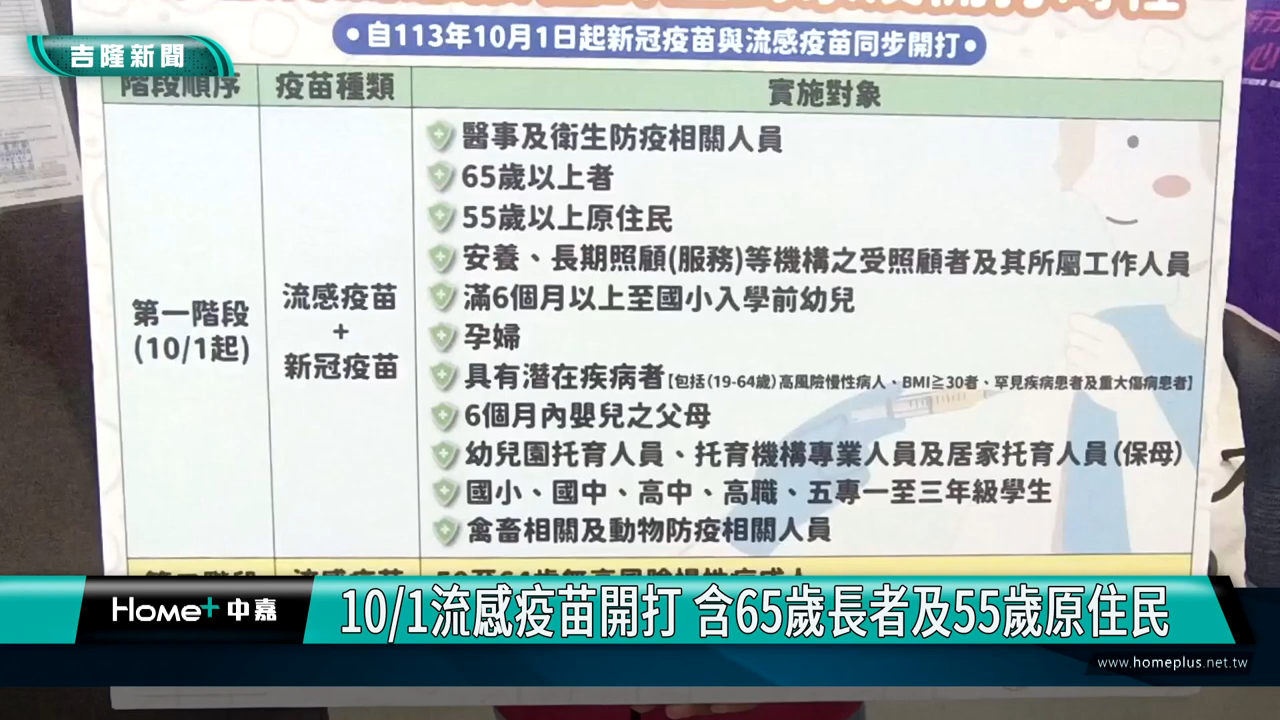 吉隆新聞
自113年10月1日起新冠疫苗與流感疫苗同步開打
階段順序 疫苗種類 實施對象
第一階段
(10/1起)
流感疫苗
+
新冠疫苗
醫事及衛生防疫相關人員
65歲以上者
55歲以上原住民
安養、長期照顧(服務)等機構之受照顧者及其所屬工作人員
滿6個月以上至國小入學前幼兒
孕婦
具有潛在疾病者【包括(19-64歲)高風險慢性病人、BMI≧30者、罕見疾病患者及重大傷病患者】
6個月內嬰兒之父母
幼兒園托育人員、托育機構專業人員及居家托育人員(保母)
國小、國中、高中、高職、五專一至三年級學生
禽畜相關及動物防疫相關人員
Home+中嘉
10/1流感疫苗開打 含65歲長者及55歲原住民
www.homeplus.net.tw